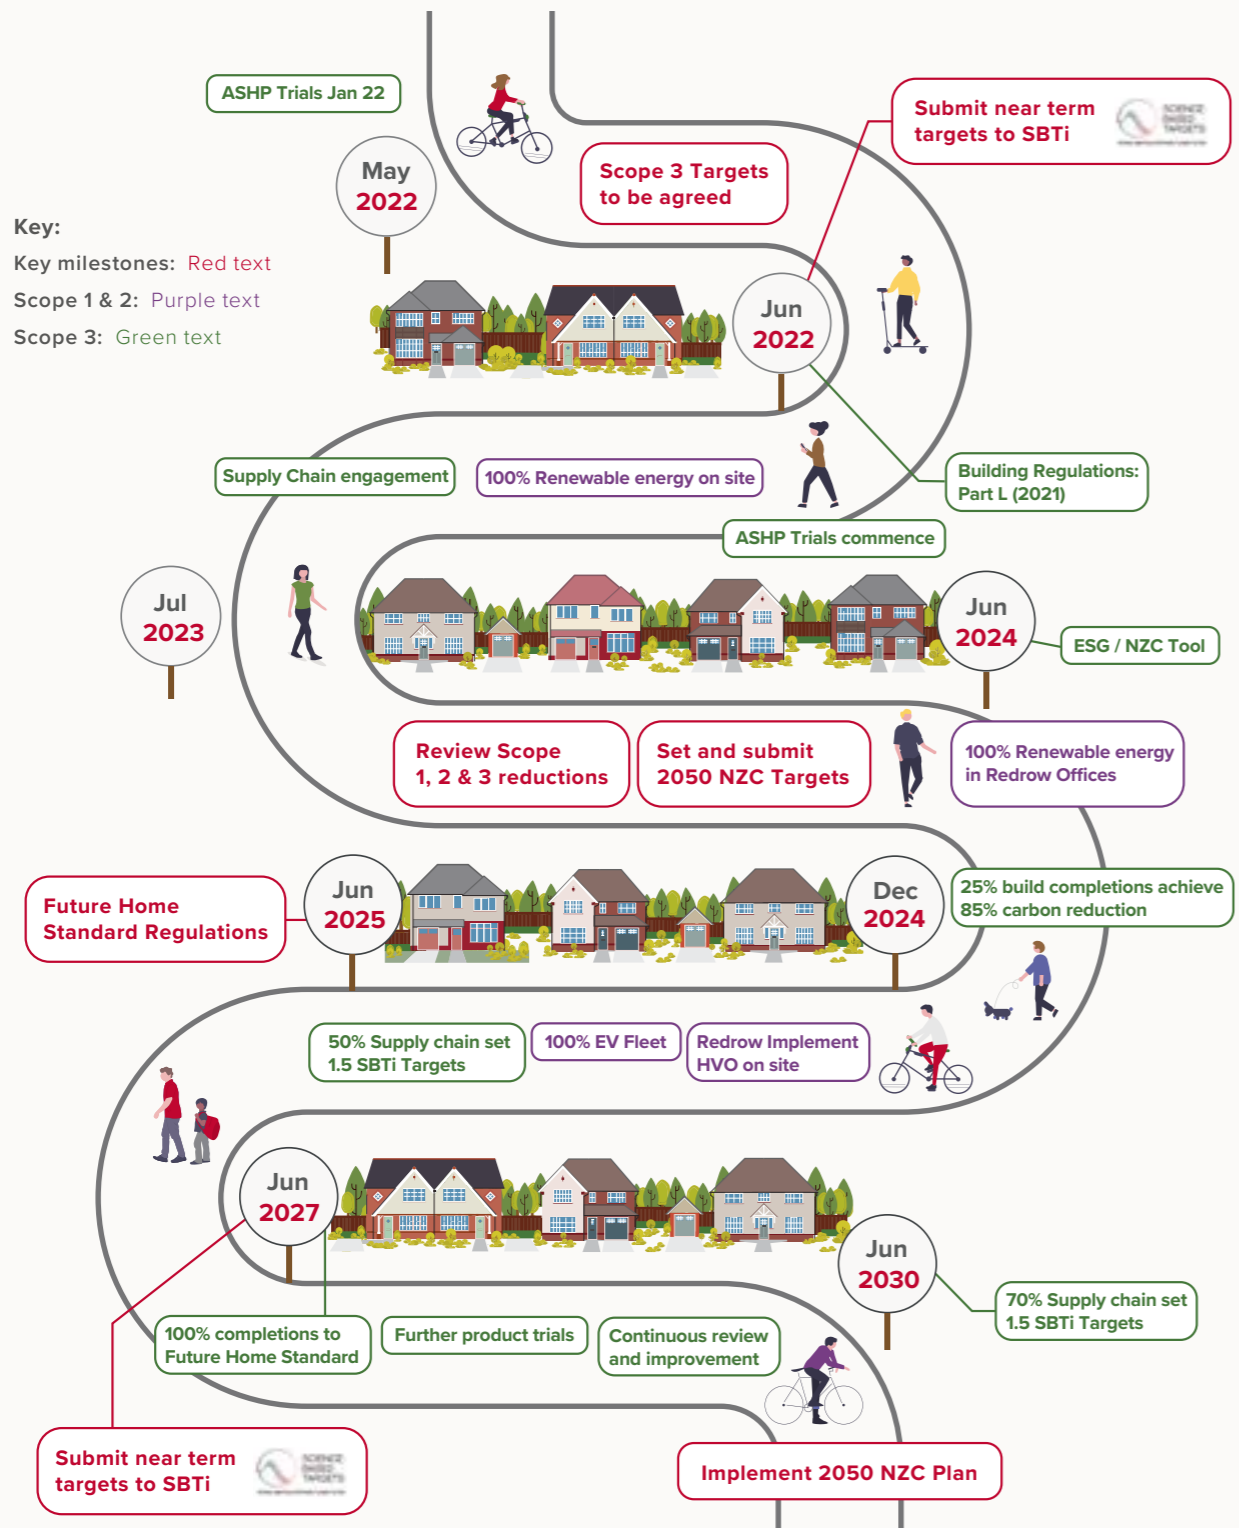 ASHP Trials Jan 22
Submit near term
targets to SBTi
SCIENCE
BASED
TARGETS
May
2022
Scope 3 Targets
to be agreed
Key:
Key milestones: Red text
Scope 1 & 2: Purple text
Scope 3: Green text
Jun
2022
Supply Chain engagement
100% Renewable energy on site
Building Regulations:
Part L (2021)
ASHP Trials commence
Jul
2023
Jun
2024
ESG / NZC Tool
Review Scope
1, 2 & 3 reductions
Set and submit
2050 NZC Targets
100% Renewable energy
in Redrow Offices
Future Home
Standard Regulations
Jun
2025
Dec
2024
25% build completions achieve
85% carbon reduction
50% Supply chain set
1.5 SBTi Targets
100% EV Fleet
Redrow Implement
HVO on site
Jun
2027
Jun
2030
70% Supply chain set
1.5 SBTi Targets
100% completions to
Future Home Standard
Further product trials
Continuous review
and improvement
Submit near term
targets to SBTi
SCIENCE
BASED
TARGETS
Implement 2050 NZC Plan